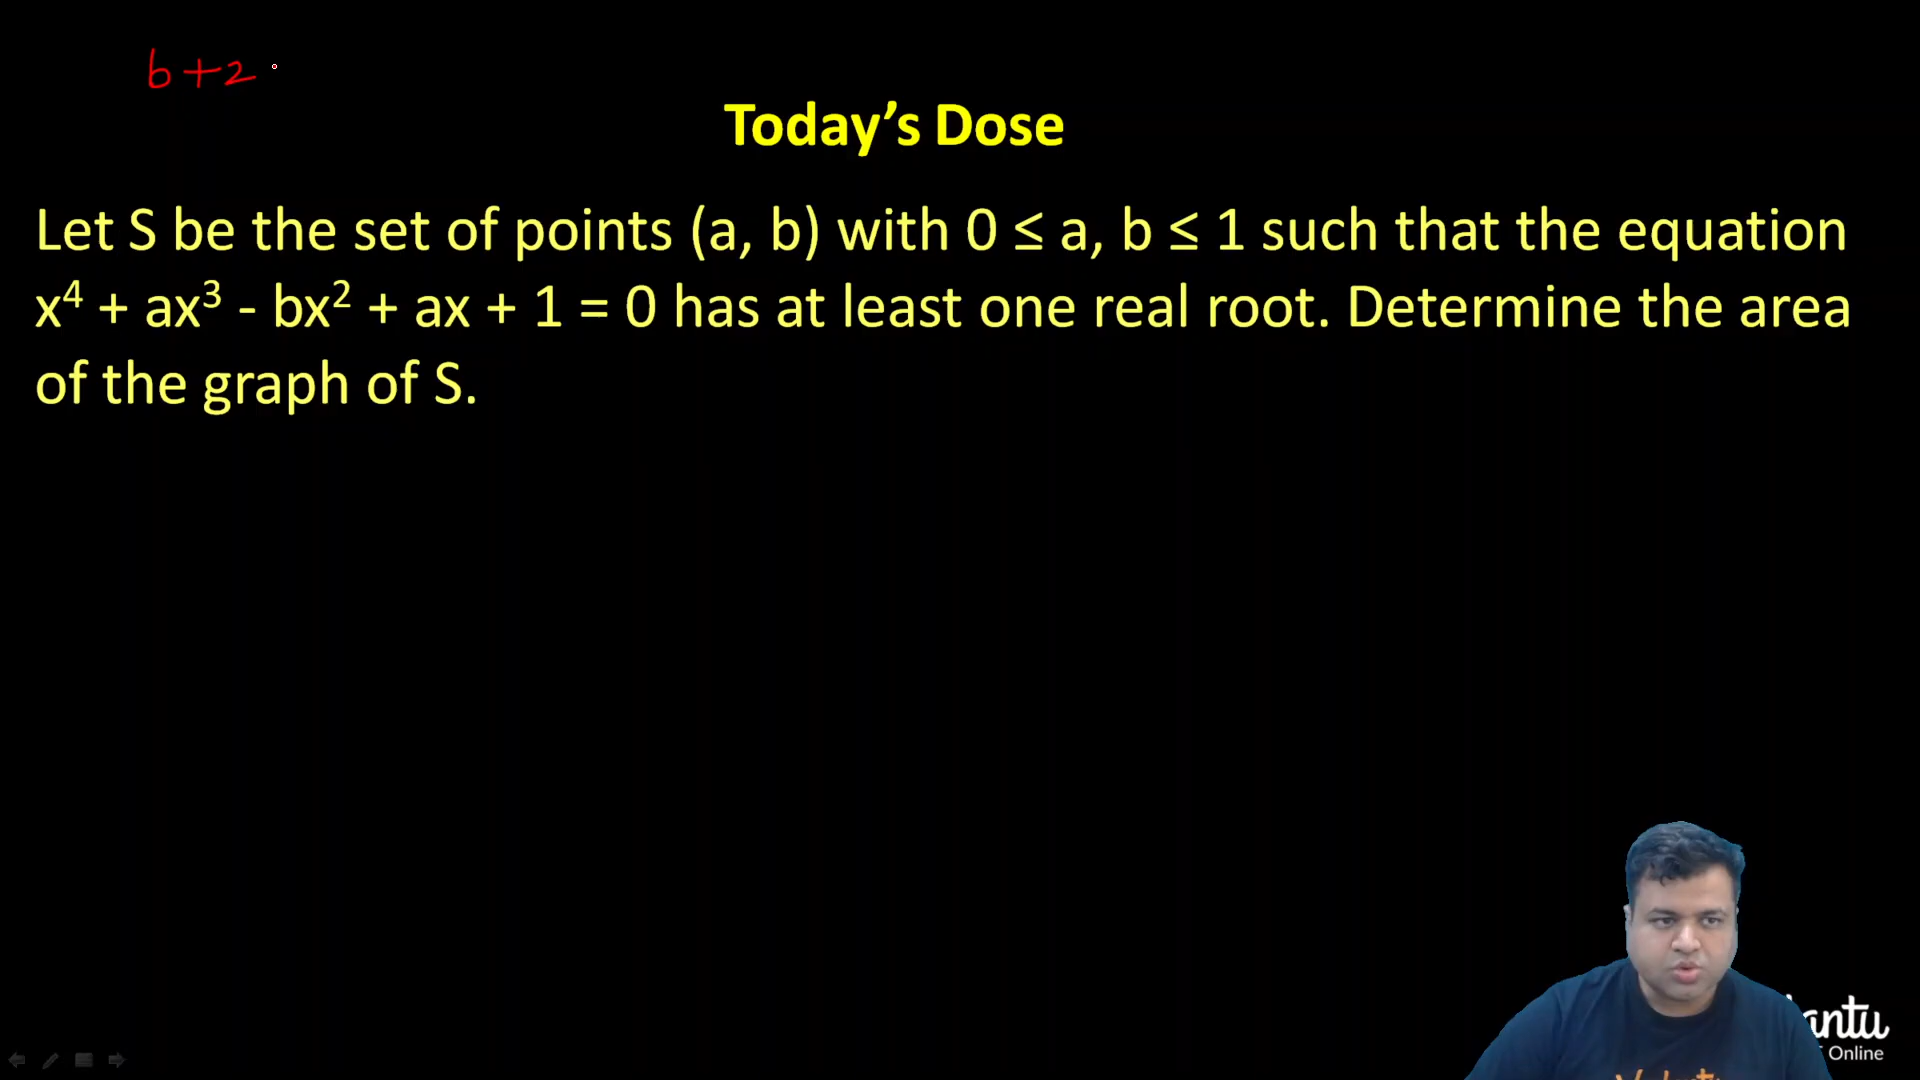 b+2
Today’s Dose
Let S be the set of points (a, b) with 0 ≤ a, b ≤ 1 such that the equation
x⁴ + ax³ - bx² + ax + 1 = 0 has at least one real root. Determine the area
of the graph of S.
Online